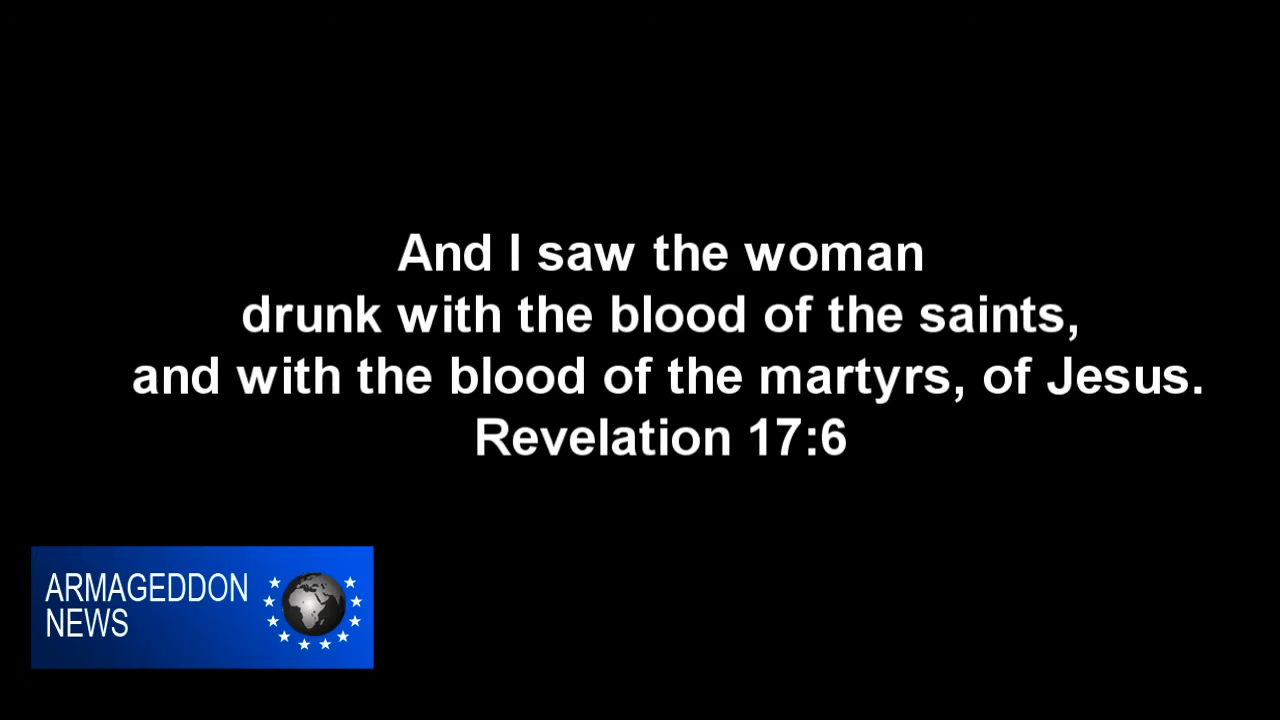 And I saw the woman
drunk with the blood of the saints,
and with the blood of the martyrs, of Jesus.
Revelation 17:6
ARMAGEDDON
NEWS